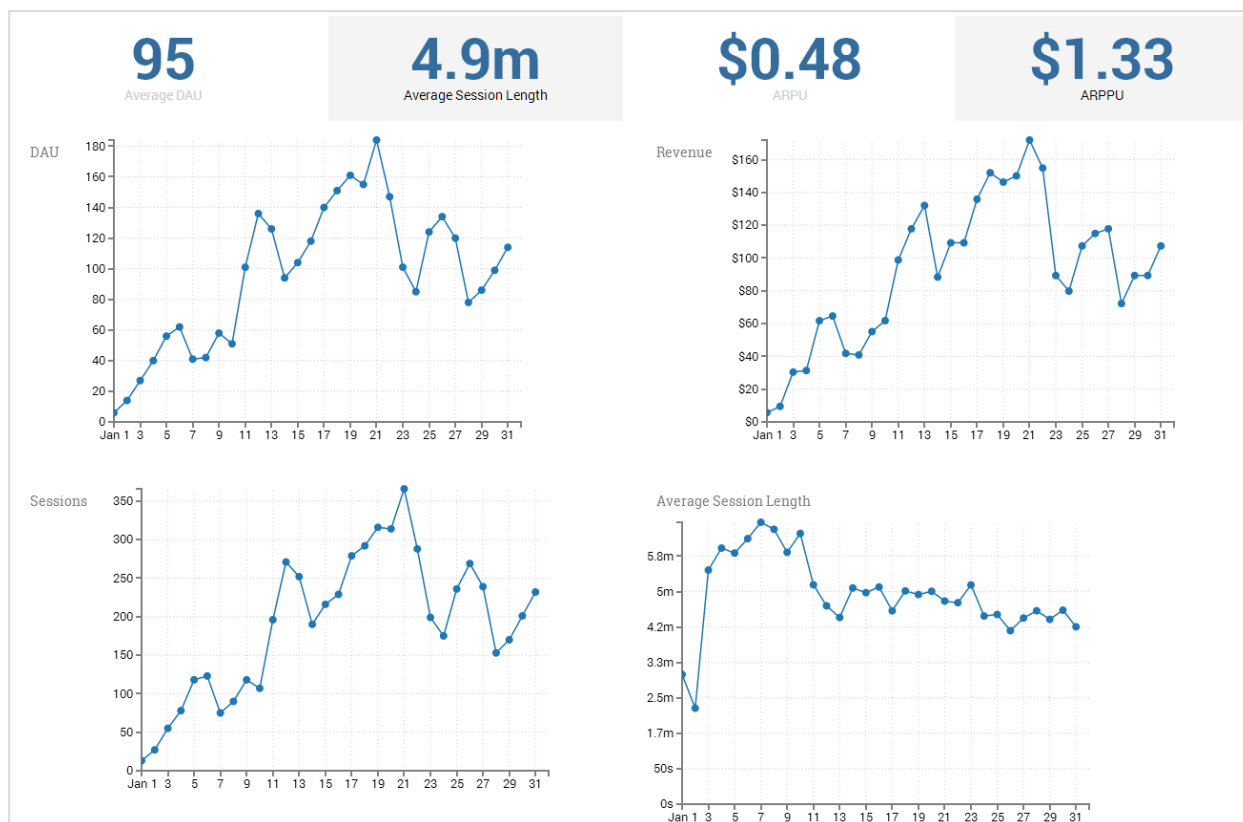 95
Average DAU
4.9m
Average Session Length
$0.48
ARPU
$1.33
ARPPU
DAU
180
160
140
120
100
80
60
40
20
0
Jan 1 3 5 7 9 11 13 15 17 19 21 23 25 27 29 31
Revenue
$160
$140
$120
$100
$80
$60
$40
$20
$0
Jan 1 3 5 7 9 11 13 15 17 19 21 23 25 27 29 31
Sessions
350
300
250
200
150
100
50
0
Jan 1 3 5 7 9 11 13 15 17 19 21 23 25 27 29 31
Average Session Length
5.8m
5m
4.2m
3.3m
2.5m
1.7m
50s
0s
Jan 1 3 5 7 9 11 13 15 17 19 21 23 25 27 29 31